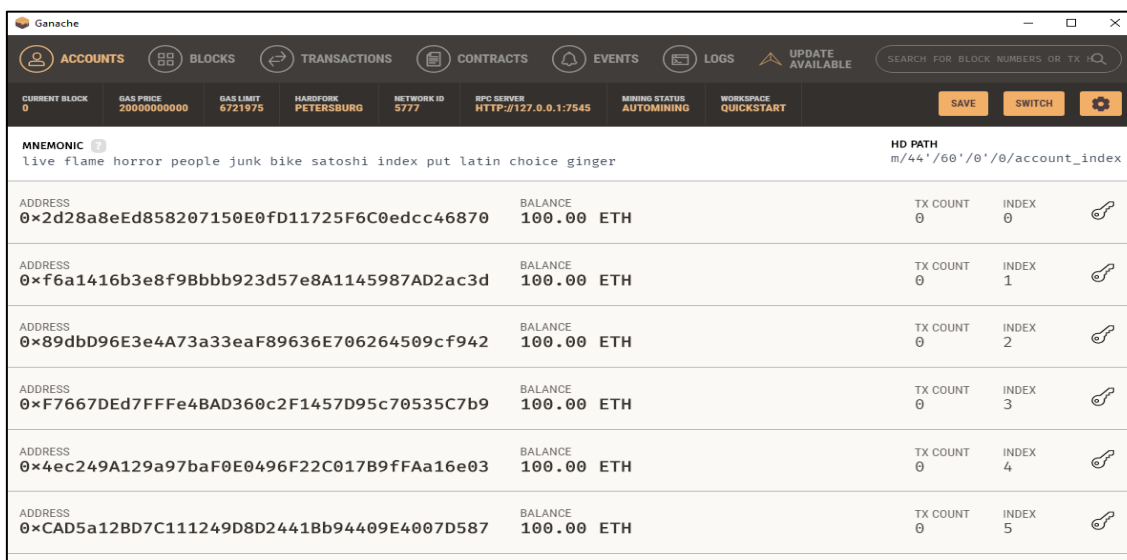 Ganache
ACCOUNTS BLOCKS TRANSACTIONS CONTRACTS EVENTS LOGS UPDATE AVAILABLE SEARCH FOR BLOCK NUMBERS OR TX H
CURRENT BLOCK GAS PRICE GAS LIMIT HARDFORK NETWORK ID RPC SERVER MINING STATUS WORKSPACE
0 20000000000 6721975 PETERSBURG 5777 HTTP://127.0.0.1:7545 AUTOMINING QUICKSTART SAVE SWITCH
MNEMONIC ? HD PATH
live flame horror people junk bike satoshi index put latin choice ginger m/44'/60'/0'/0/account_index
ADDRESS BALANCE TX COUNT INDEX
0×2d28a8eEd858207150E0fD11725F6C0edcc46870 100.00 ETH 0 0
ADDRESS BALANCE TX COUNT INDEX
0×f6a1416b3e8f9Bbbb923d57e8A1145987AD2ac3d 100.00 ETH 0 1
ADDRESS BALANCE TX COUNT INDEX
0×89dbD96E3e4A73a33eaF89636E706264509cf942 100.00 ETH 0 2
ADDRESS BALANCE TX COUNT INDEX
0×F7667DEd7FFFe4BAD360c2F1457D95c70535C7b9 100.00 ETH 0 3
ADDRESS BALANCE TX COUNT INDEX
0×4ec249A129a97baF0E0496F22C017B9fFAa16e03 100.00 ETH 0 4
ADDRESS BALANCE TX COUNT INDEX
0×CAD5a12BD7C111249D8D2441Bb94409E4007D587 100.00 ETH 0 5